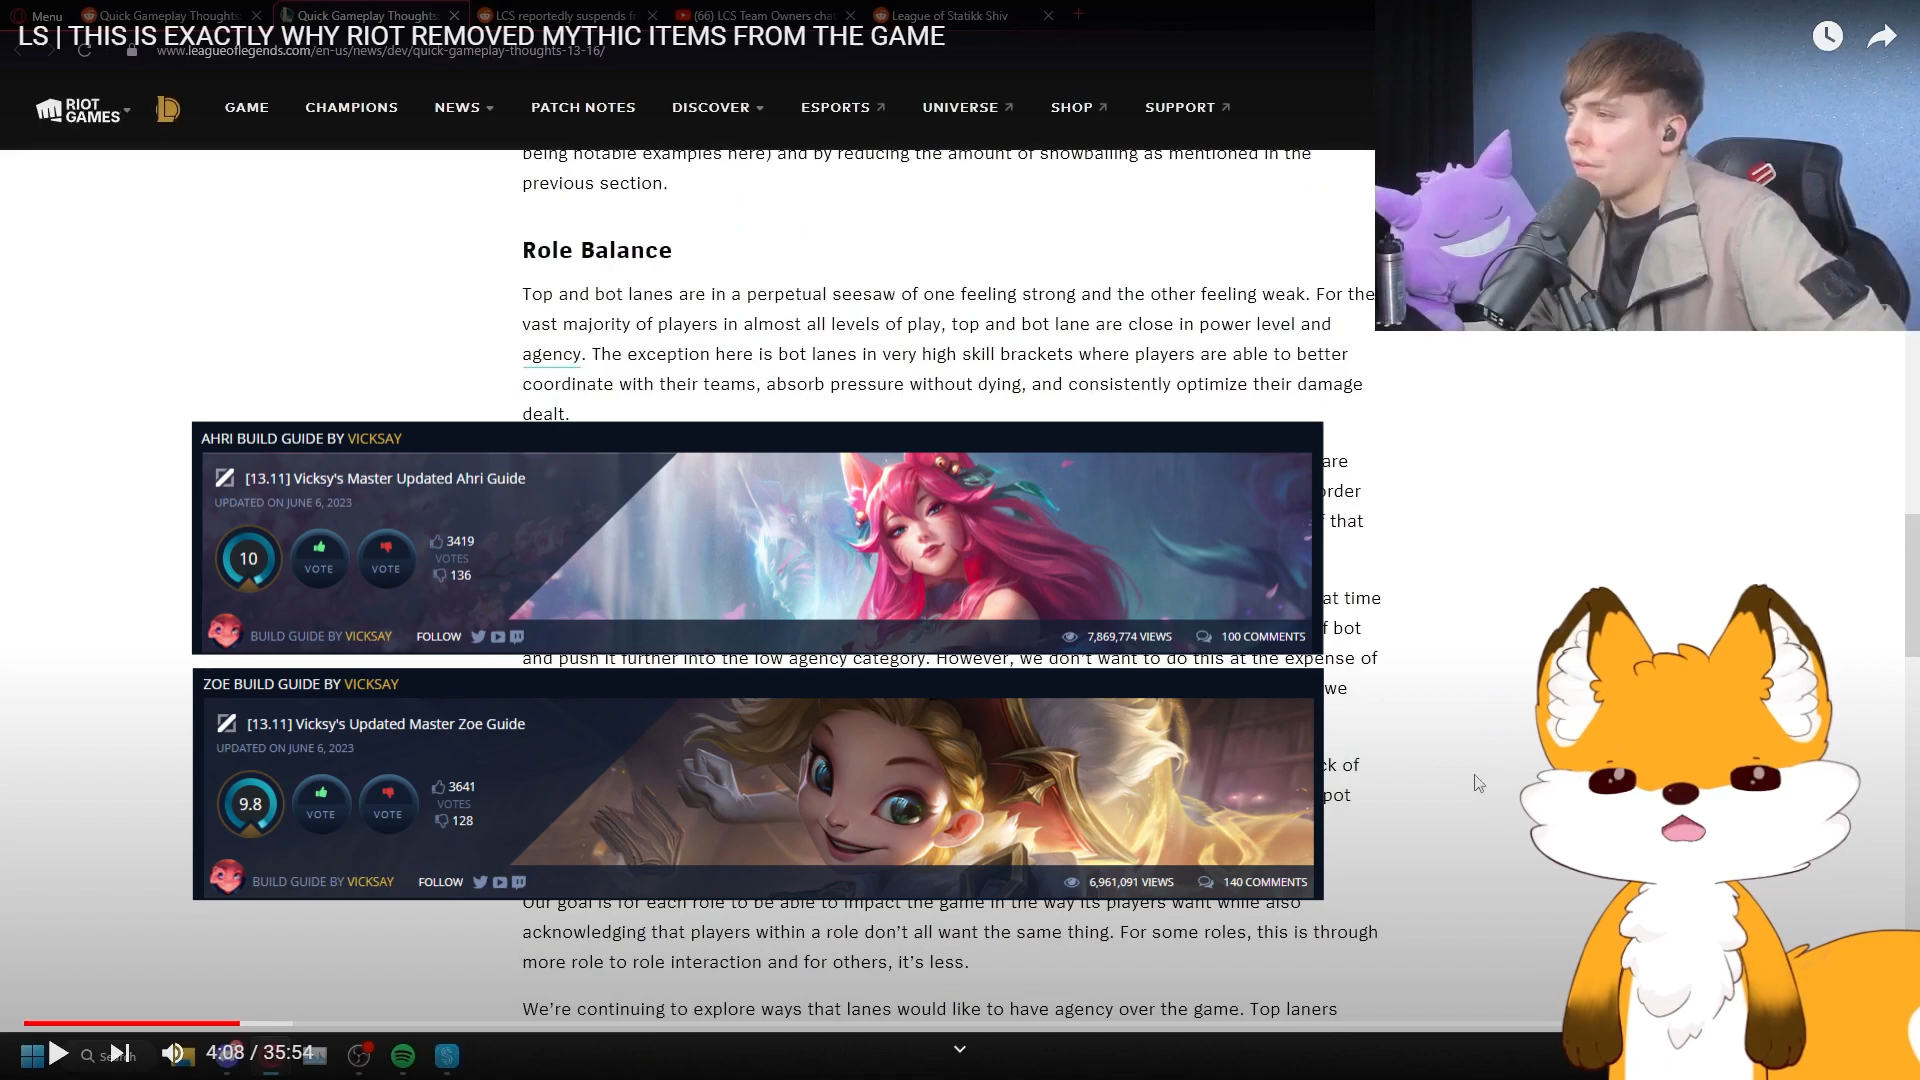 Menu
Quick Gameplay Thoughts:
Quick Gameplay Thoughts:
LCS reportedly suspends
(66) LCS Team Owners cha
League of Statikk Shiv
LS | THIS IS EXACTLY WHY RIOT REMOVED MYTHIC ITEMS FROM THE GAME
www.leagueoflegends.com/en-us/news/dev/quick-gameplay-thoughts-13-16/
RIOT GAMES
GAME
CHAMPIONS
NEWS
PATCH NOTES
DISCOVER
ESPORTS
UNIVERSE
SHOP
SUPPORT
being notable examples here) and by reducing the amount of snowballing as mentioned in the
previous section.
Role Balance
Top and bot lanes are in a perpetual seesaw of one feeling strong and the other feeling weak. For the
vast majority of players in almost all levels of play, top and bot lane are close in power level and
agency. The exception here is bot lanes in very high skill brackets where players are able to better
coordinate with their teams, absorb pressure without dying, and consistently optimize their damage
dealt.
AHRI BUILD GUIDE BY VICKSAY
[13.11] Vicksy's Master Updated Ahri Guide
UPDATED ON JUNE 6, 2023
10
VOTE
VOTE
3419
VOTES
136
BUILD GUIDE BY VICKSAY
FOLLOW
7,869,774 VIEWS
100 COMMENTS
are
order
that
at time
bot
and push it further into the low agency category. However, we don't want to do this at the expense of
ZOE BUILD GUIDE BY VICKSAY
we
[13.11] Vicksy's Updated Master Zoe Guide
UPDATED ON JUNE 6, 2023
9.8
VOTE
VOTE
3641
VOTES
128
BUILD GUIDE BY VICKSAY
FOLLOW
6,961,091 VIEWS
140 COMMENTS
ck of
pot
Our goal is for each role to be able to impact the game in the way its players want while also
acknowledging that players within a role don't all want the same thing. For some roles, this is through
more role to role interaction and for others, it's less.
We're continuing to explore ways that lanes would like to have agency over the game. Top laners
4:08 / 35:54